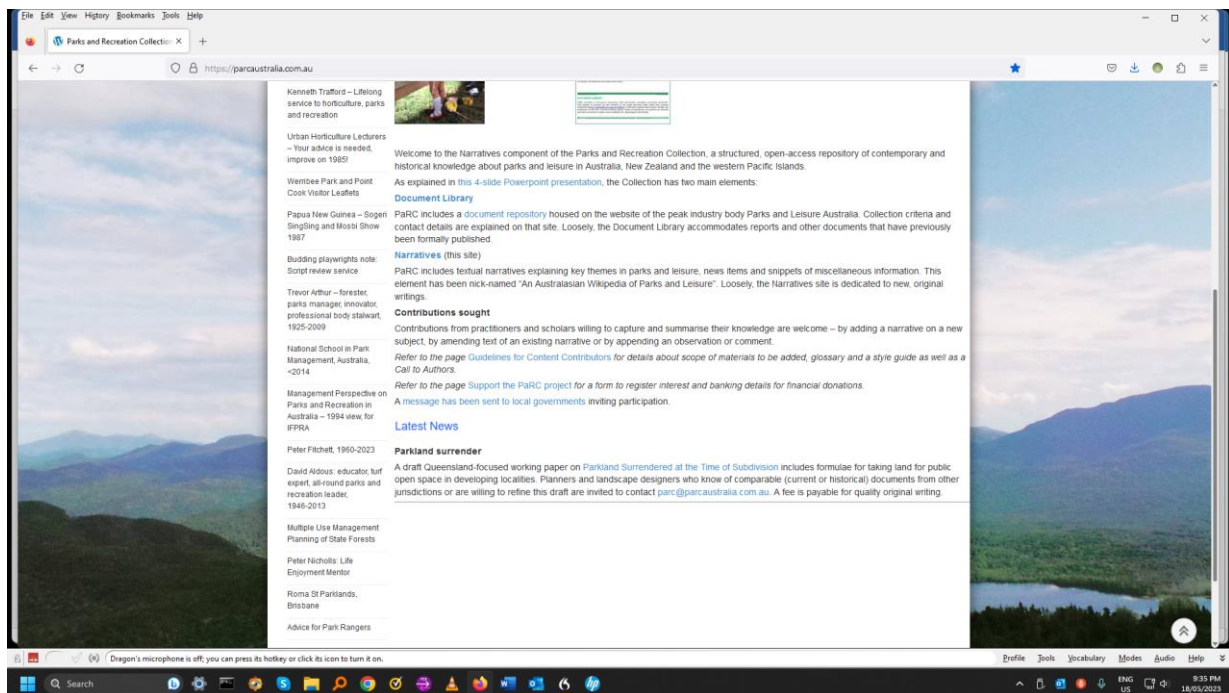 File Edit View History Bookmarks Tools Help
Parks and Recreation Collection
https://parcaustralia.com.au
Kenneth Trafford – Lifelong
service to horticulture, parks
and recreation
Urban Horticulture Lecturers
– Your advice is needed,
improve on 1985!
Werribee Park and Point
Cook Visitor Leaflets
Papua New Guinea – Sogeri
SingSing and Mosbi Show
1987
Budding playwrights note:
Script review service
Trevor Arthur – forester,
parks manager, innovator,
professional body stalwart,
1925-2009
National School in Park
Management, Australia,
<2014
Management Perspective on
Parks and Recreation in
Australia – 1994 view, for
IFPRA
Peter Fitchett, 1960-2023
David Aldous: educator, turf
expert, all-round parks and
recreation leader,
1946-2013
Multiple Use Management
Planning of State Forests
Peter Nicholls: Life
Enjoyment Mentor
Roma St Parklands,
Brisbane
Advice for Park Rangers
Welcome to the Narratives component of the Parks and Recreation Collection, a structured, open-access repository of contemporary and
historical knowledge about parks and leisure in Australia, New Zealand and the western Pacific Islands.
As explained in this 4-slide Powerpoint presentation, the Collection has two main elements:
Document Library
PaRC includes a document repository housed on the website of the peak industry body Parks and Leisure Australia. Collection criteria and
contact details are explained on that site. Loosely, the Document Library accommodates reports and other documents that have previously
been formally published.
Narratives (this site)
PaRC includes textual narratives explaining key themes in parks and leisure, news items and snippets of miscellaneous information. This
element has been nick-named “An Australasian Wikipedia of Parks and Leisure”. Loosely, the Narratives site is dedicated to new, original
writings.
Contributions sought
Contributions from practitioners and scholars willing to capture and summarise their knowledge are welcome – by adding a narrative on a new
subject, by amending text of an existing narrative or by appending an observation or comment.
Refer to the page Guidelines for Content Contributors for details about scope of materials to be added, glossary and a style guide as well as a
Call to Authors.
Refer to the page Support the PaRC project for a form to register interest and banking details for financial donations.
A message has been sent to local governments inviting participation.
Latest News
Parkland surrender
A draft Queensland-focused working paper on Parkland Surrendered at the Time of Subdivision includes formulae for taking land for public
open space in developing localities. Planners and landscape designers who know of comparable (current or historical) documents from other
jurisdictions or are willing to refine this draft are invited to contact parc@parcaustralia.com.au. A fee is payable for quality original writing.
Dragon's microphone is off; you can press its hotkey or click its icon to turn it on.
Profile Tools Vocabulary Modes Audio Help
Search
ENG
US
9:35 PM
18/05/2023